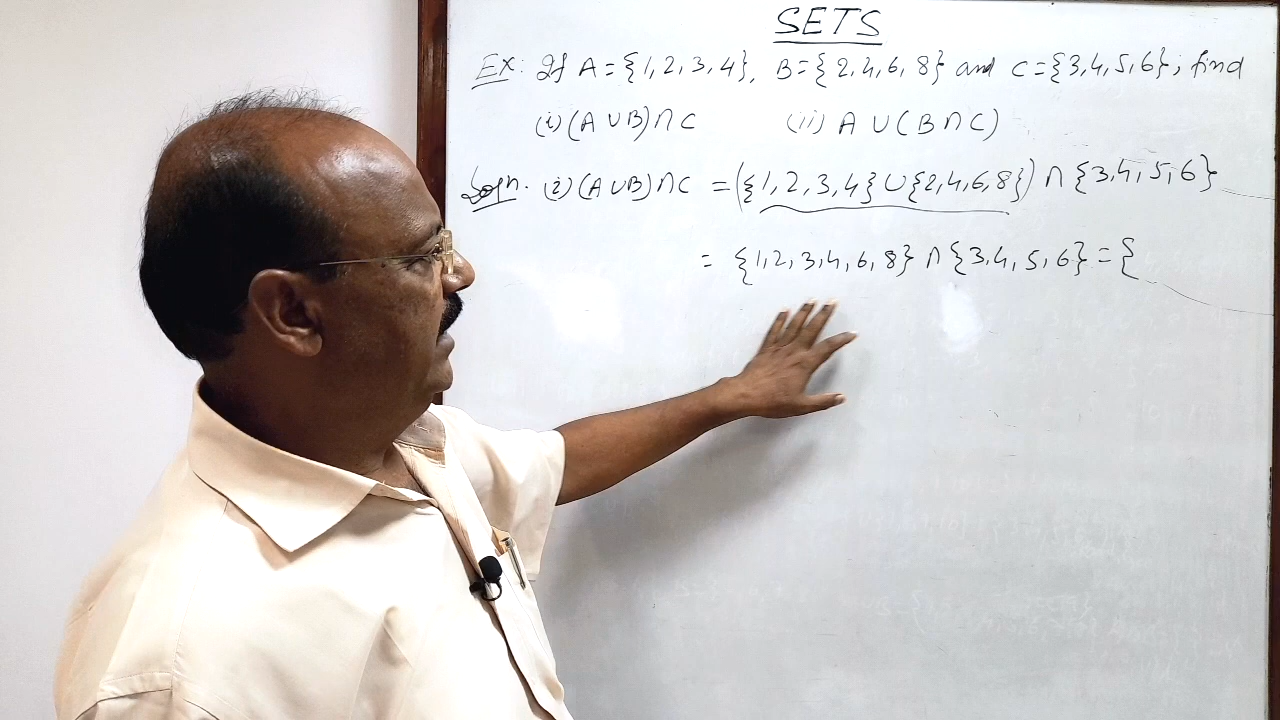 SETS
Ex: If A = {1, 2, 3, 4}, B = {2, 4, 6, 8} and C = {3, 4, 5, 6}; find
(i) (A ∪ B) ∩ C (ii) A ∪ (B ∩ C)
Soln. (i) (A ∪ B) ∩ C = ({1, 2, 3, 4} ∪ {2, 4, 6, 8}) ∩ {3, 4, 5, 6}
= {1, 2, 3, 4, 6, 8} ∩ {3, 4, 5, 6} = {